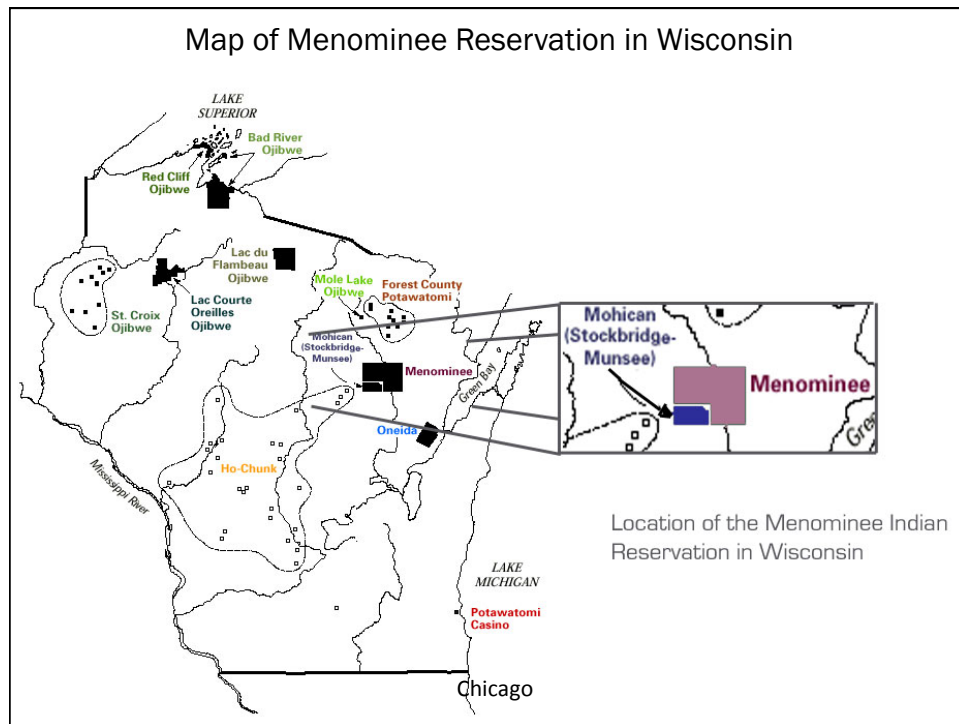 Map of Menominee Reservation in Wisconsin
LAKE
SUPERIOR
Bad River
Ojibwe
Red Cliff
Ojibwe
Lac du
Flambeau
Ojibwe
Mole Lake
Ojibwe
Forest County
Potawatomi
St. Croix
Ojibwe
Lac Courte
Oreilles
Ojibwe
Mohican
(Stockbridge-
Munsee)
Menominee
Green Bay
Oneida
Ho-Chunk
Mississippi River
Mohican
(Stockbridge-
Munsee)
Menominee
Gree
Location of the Menominee Indian
Reservation in Wisconsin
LAKE
MICHIGAN
Potawatomi
Casino
Chicago